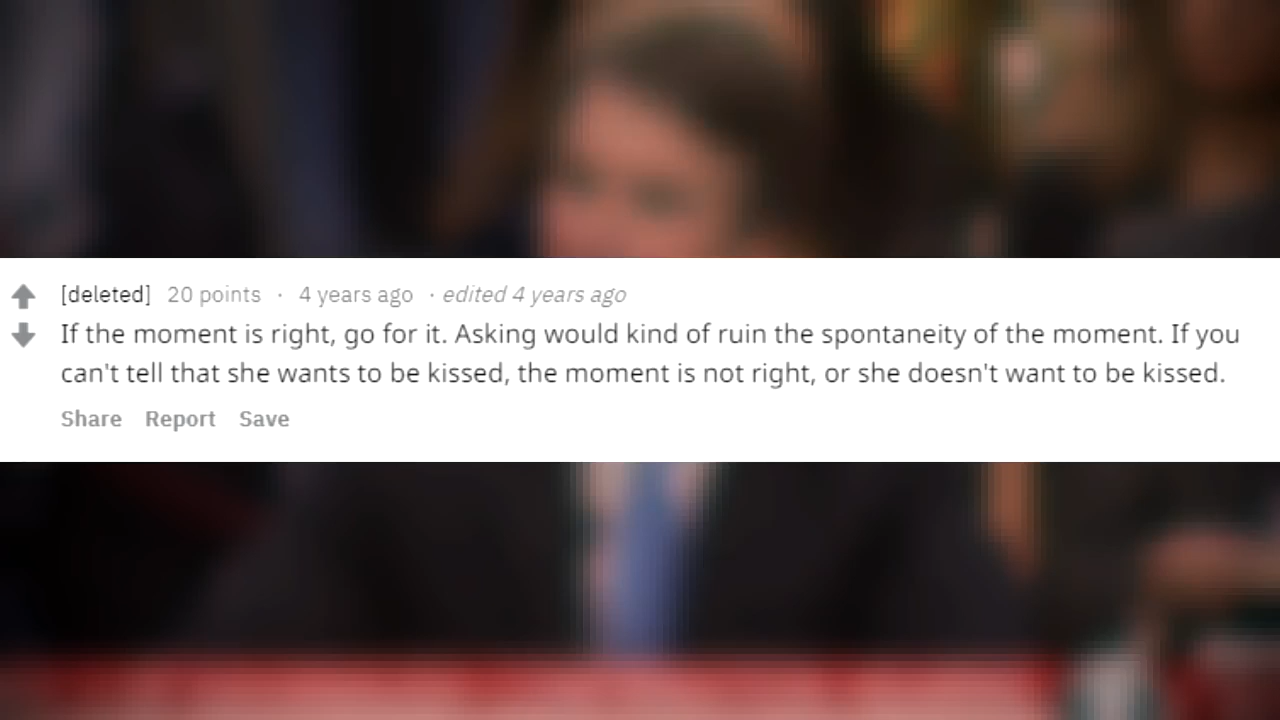 [deleted] 20 points · 4 years ago · edited 4 years ago
If the moment is right, go for it. Asking would kind of ruin the spontaneity of the moment. If you
can't tell that she wants to be kissed, the moment is not right, or she doesn't want to be kissed.
Share Report Save